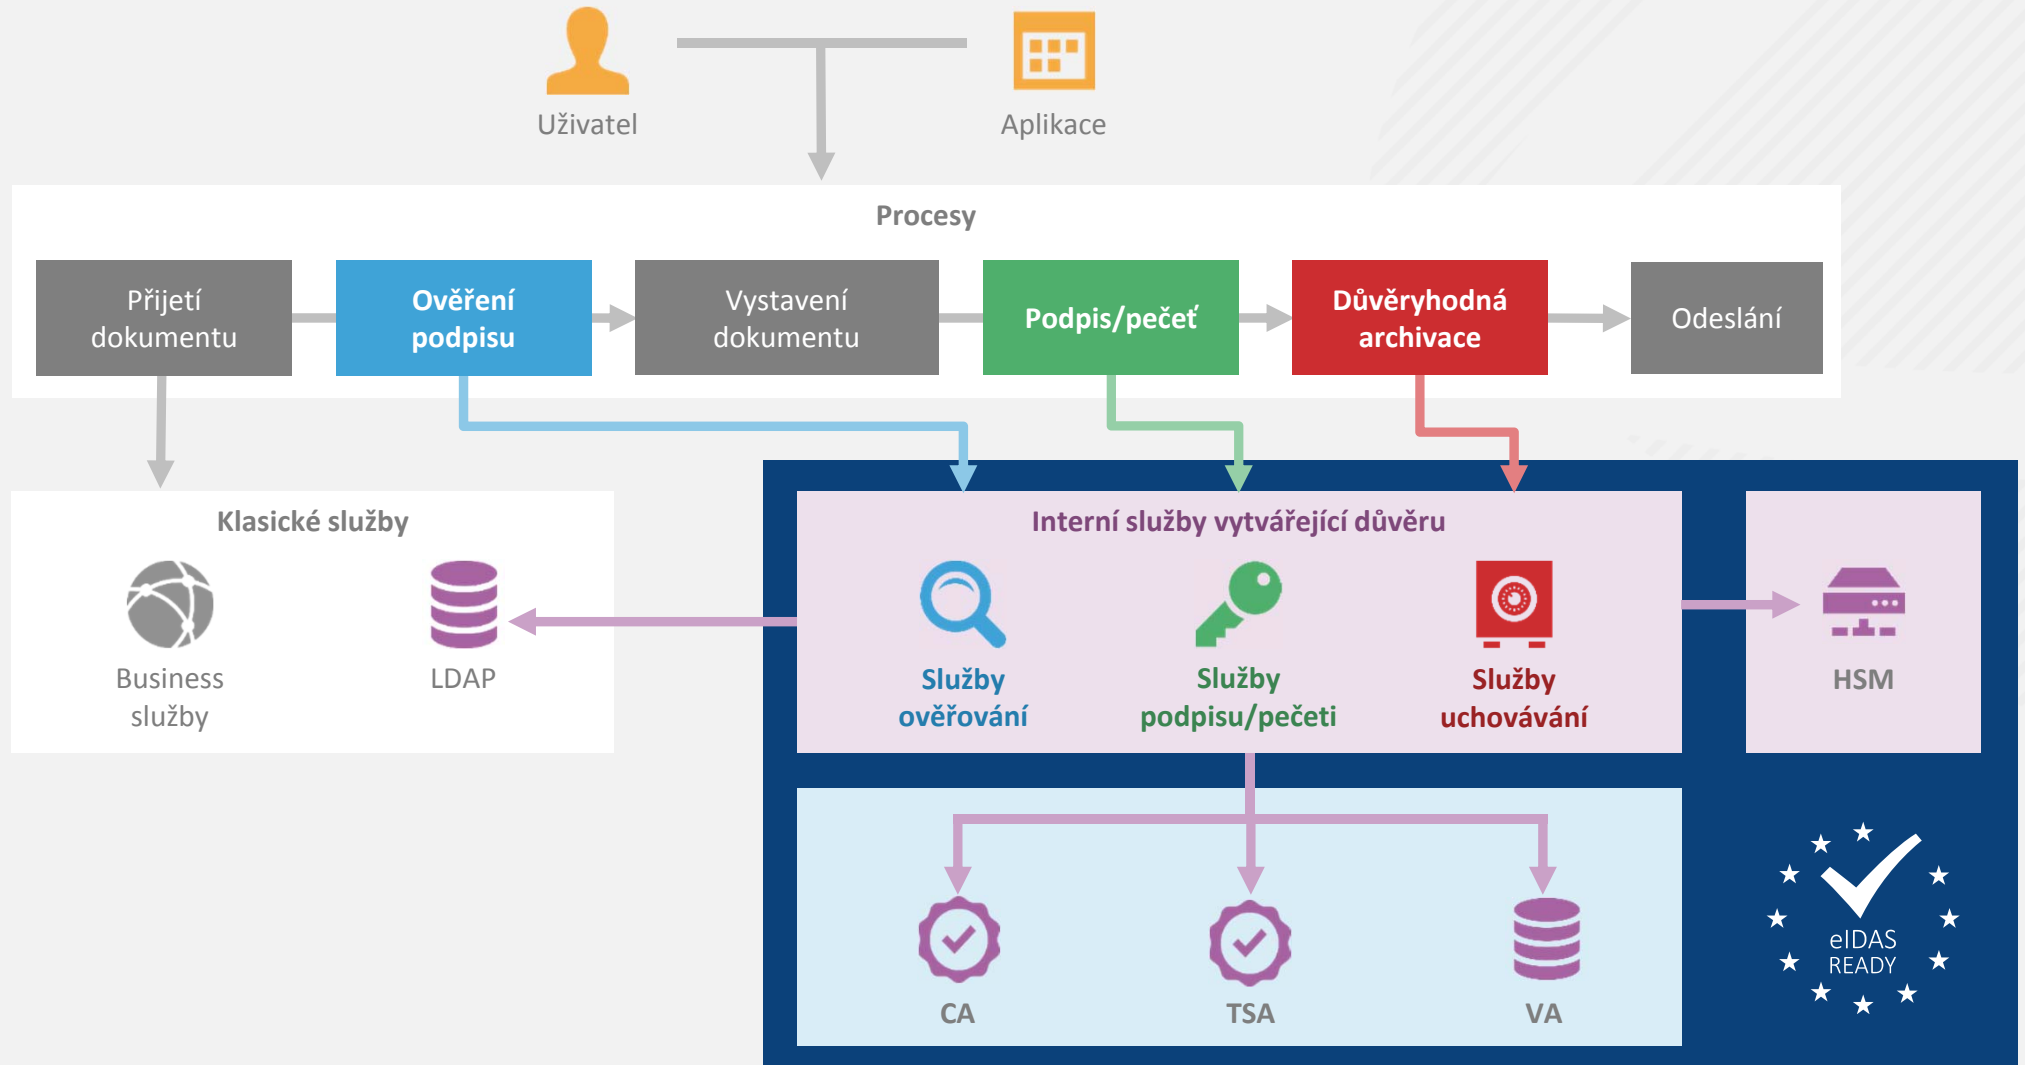 Uživatel
Aplikace
Procesy
Přijetí
dokumentu
Ověření
podpisu
Vystavení
dokumentu
Podpis/pečeť
Důvěryhodná
archivace
Odeslání
Klasické služby
Business
služby
LDAP
Interní služby vytvářející důvěru
Služby
ověřování
Služby
podpisu/pečeti
Služby
uchovávání
HSM
CA
TSA
VA
eIDAS
READY